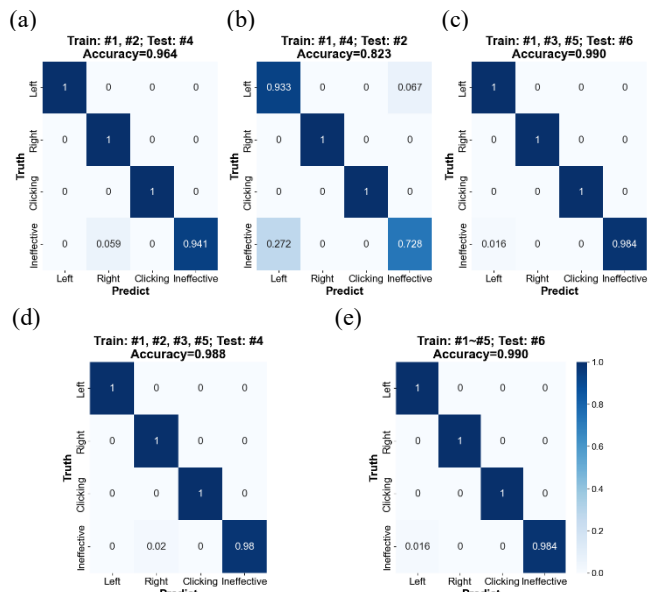 (a)
Train: #1, #2; Test: #4
Accuracy=0.964
Truth
Left 1 0 0 0
Right 0 1 0 0
Clicking 0 0 1 0
Ineffective 0 0.059 0 0.941
Left Right Clicking Ineffective
Predict
(b)
Train: #1, #4; Test: #2
Accuracy=0.823
Truth
Left 0.933 0 0 0.067
Right 0 1 0 0
Clicking 0 0 1 0
Ineffective 0.272 0 0 0.728
Left Right Clicking Ineffective
Predict
(c)
Train: #1, #3, #5; Test: #6
Accuracy=0.990
Truth
Left 1 0 0 0
Right 0 1 0 0
Clicking 0 0 1 0
Ineffective 0.016 0 0 0.984
Left Right Clicking Ineffective
Predict
(d)
Train: #1, #2, #3, #5; Test: #4
Accuracy=0.988
Truth
Left 1 0 0 0
Right 0 1 0 0
Clicking 0 0 1 0
Ineffective 0 0.02 0 0.98
Left Right Clicking Ineffective
Predict
(e)
Train: #1~#5; Test: #6
Accuracy=0.990
Truth
Left 1 0 0 0
Right 0 1 0 0
Clicking 0 0 1 0
Ineffective 0.016 0 0 0.984
Left Right Clicking Ineffective
Predict
1.0
0.8
0.6
0.4
0.2
0.0